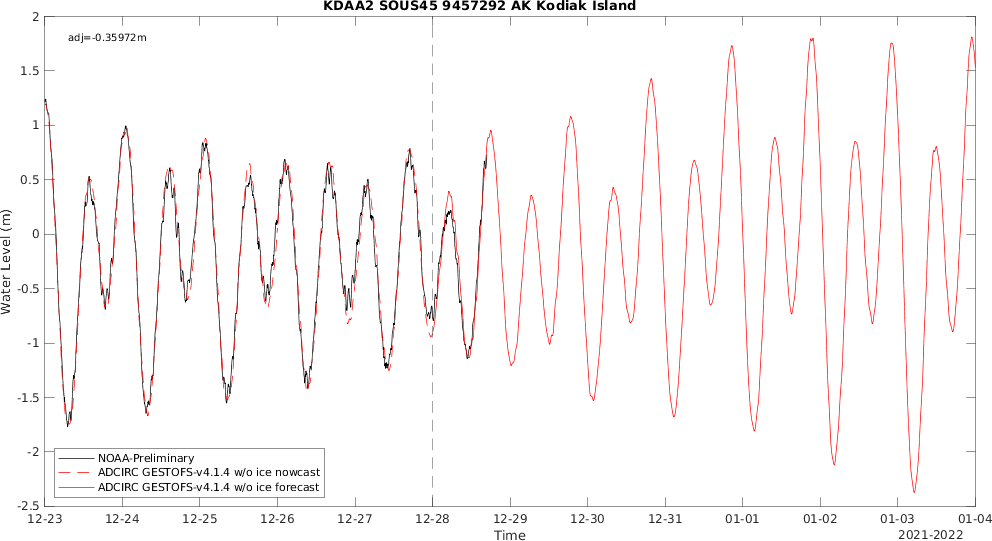 KDAA2 SOUS45 9457292 AK Kodiak Island
adj=-0.35972m
2
1.5
1
0.5
0
-0.5
-1
-1.5
-2
-2.5
Water Level (m)
NOAA-Preliminary
ADCIRC GESTOFS-v4.1.4 w/o ice nowcast
ADCIRC GESTOFS-v4.1.4 w/o ice forecast
12-23 12-24 12-25 12-26 12-27 12-28 12-29 12-30 12-31 01-01 01-02 01-03 01-04
Time
2021-2022